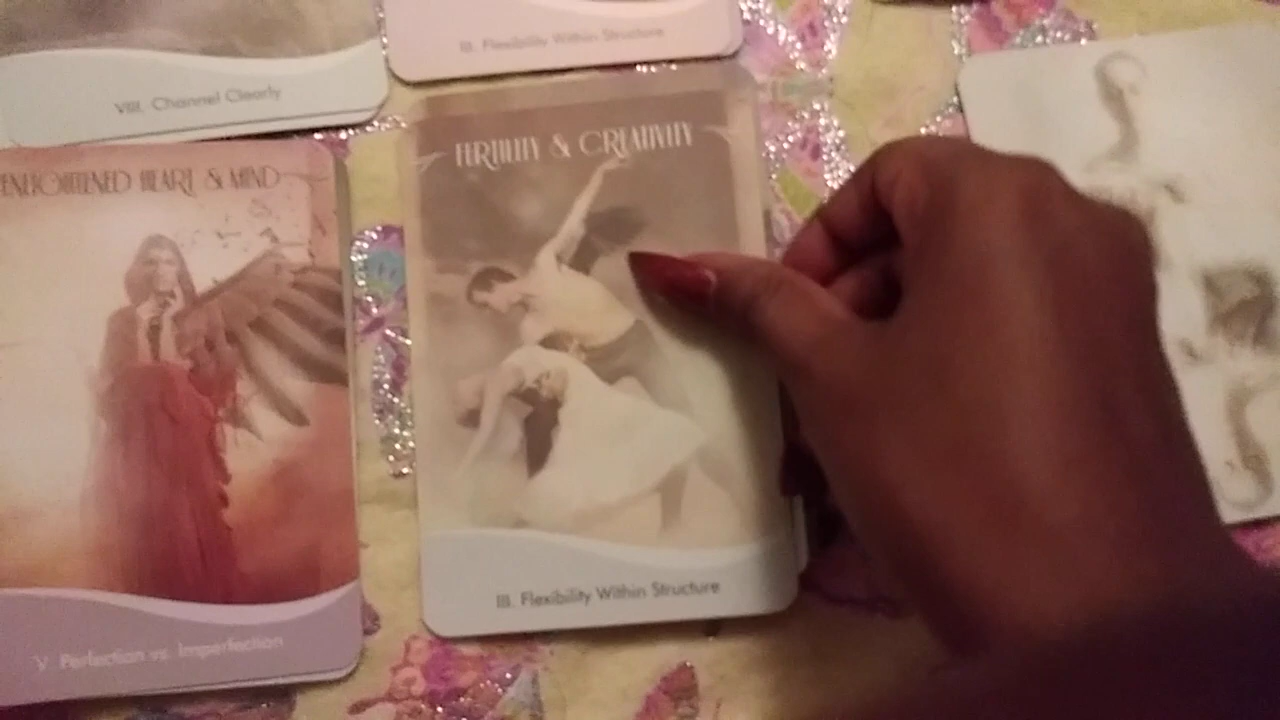 VIII. Channel Clearly
III. Flexibility Within Structure
ENLIGHTENED HEART & MIND
FERTILITY & CREATIVITY
III. Flexibility Within Structure
V. Perfection vs. Imperfection